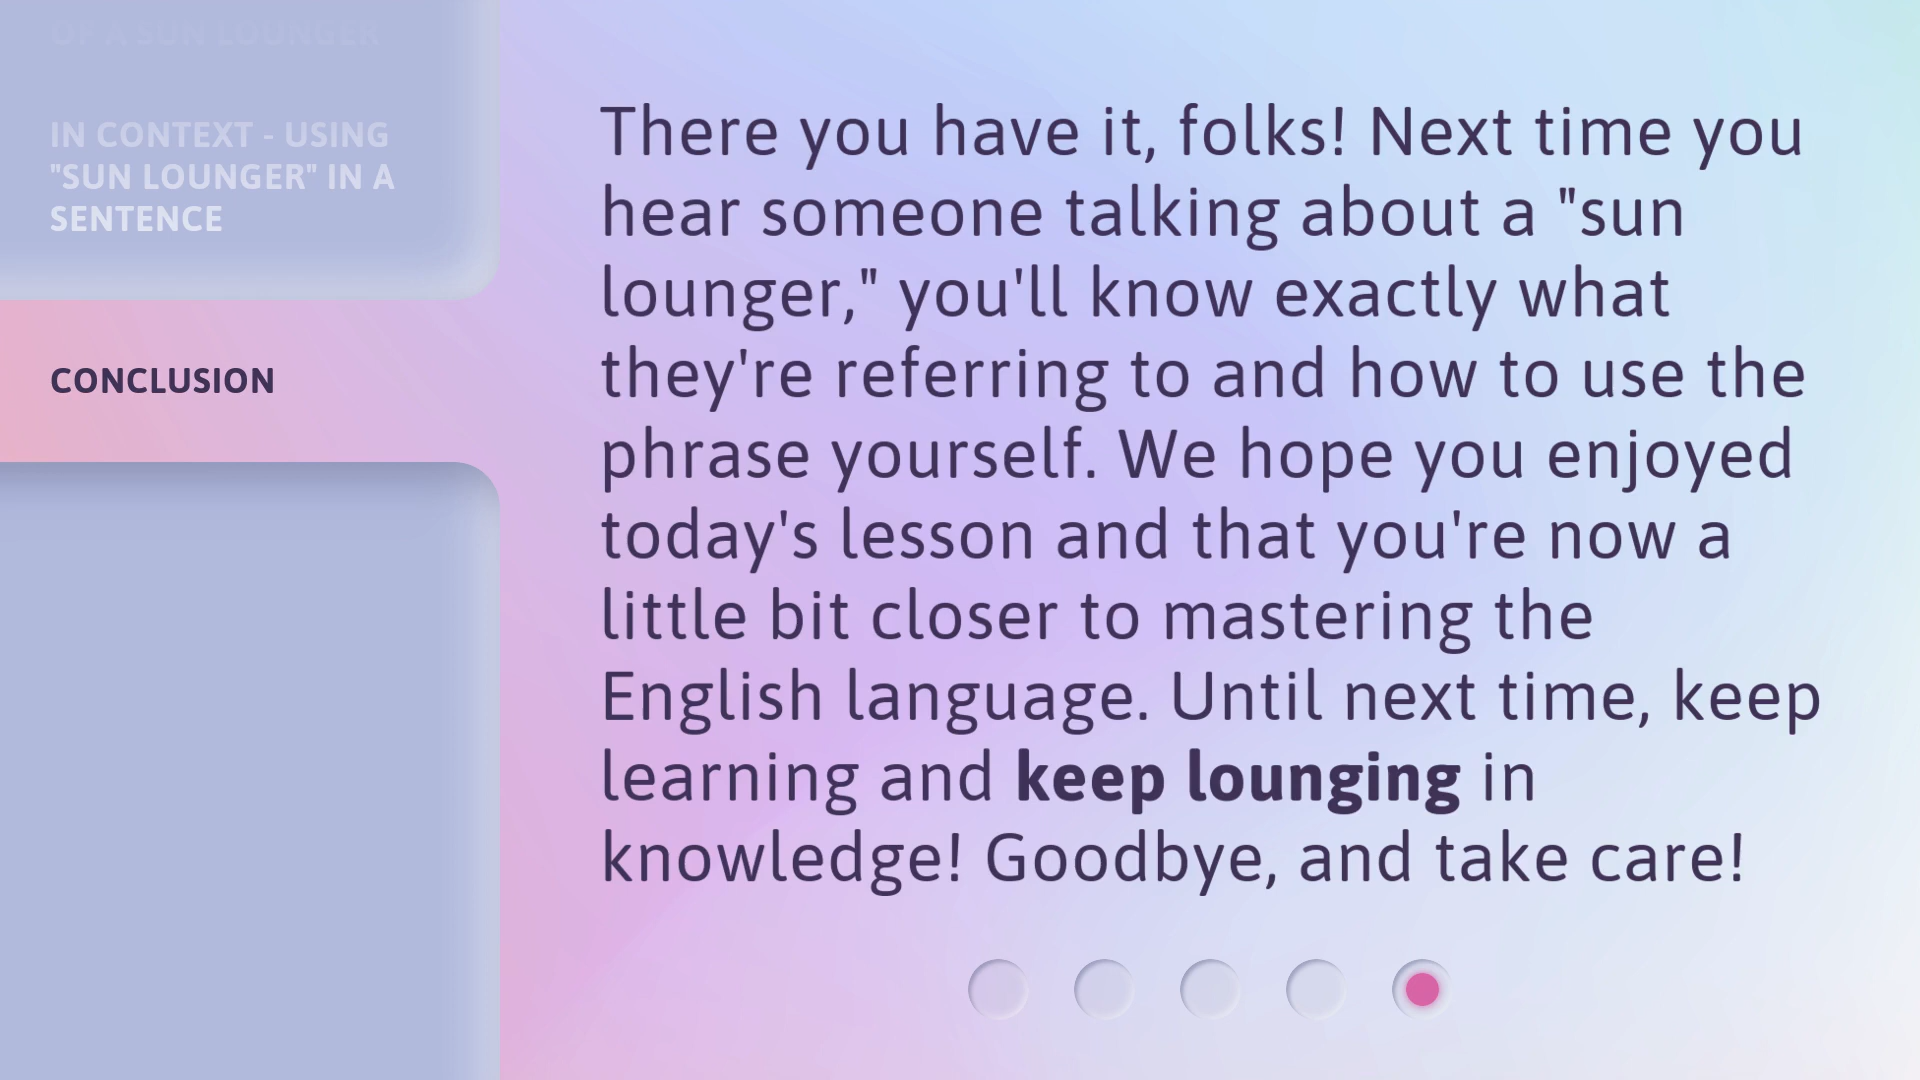 OF A SUN LOUNGER
IN CONTEXT - USING
"SUN LOUNGER" IN A
SENTENCE
CONCLUSION
There you have it, folks! Next time you
hear someone talking about a "sun
lounger," you'll know exactly what
they're referring to and how to use the
phrase yourself. We hope you enjoyed
today's lesson and that you're now a
little bit closer to mastering the
English language. Until next time, keep
learning and keep lounging in
knowledge! Goodbye, and take care!